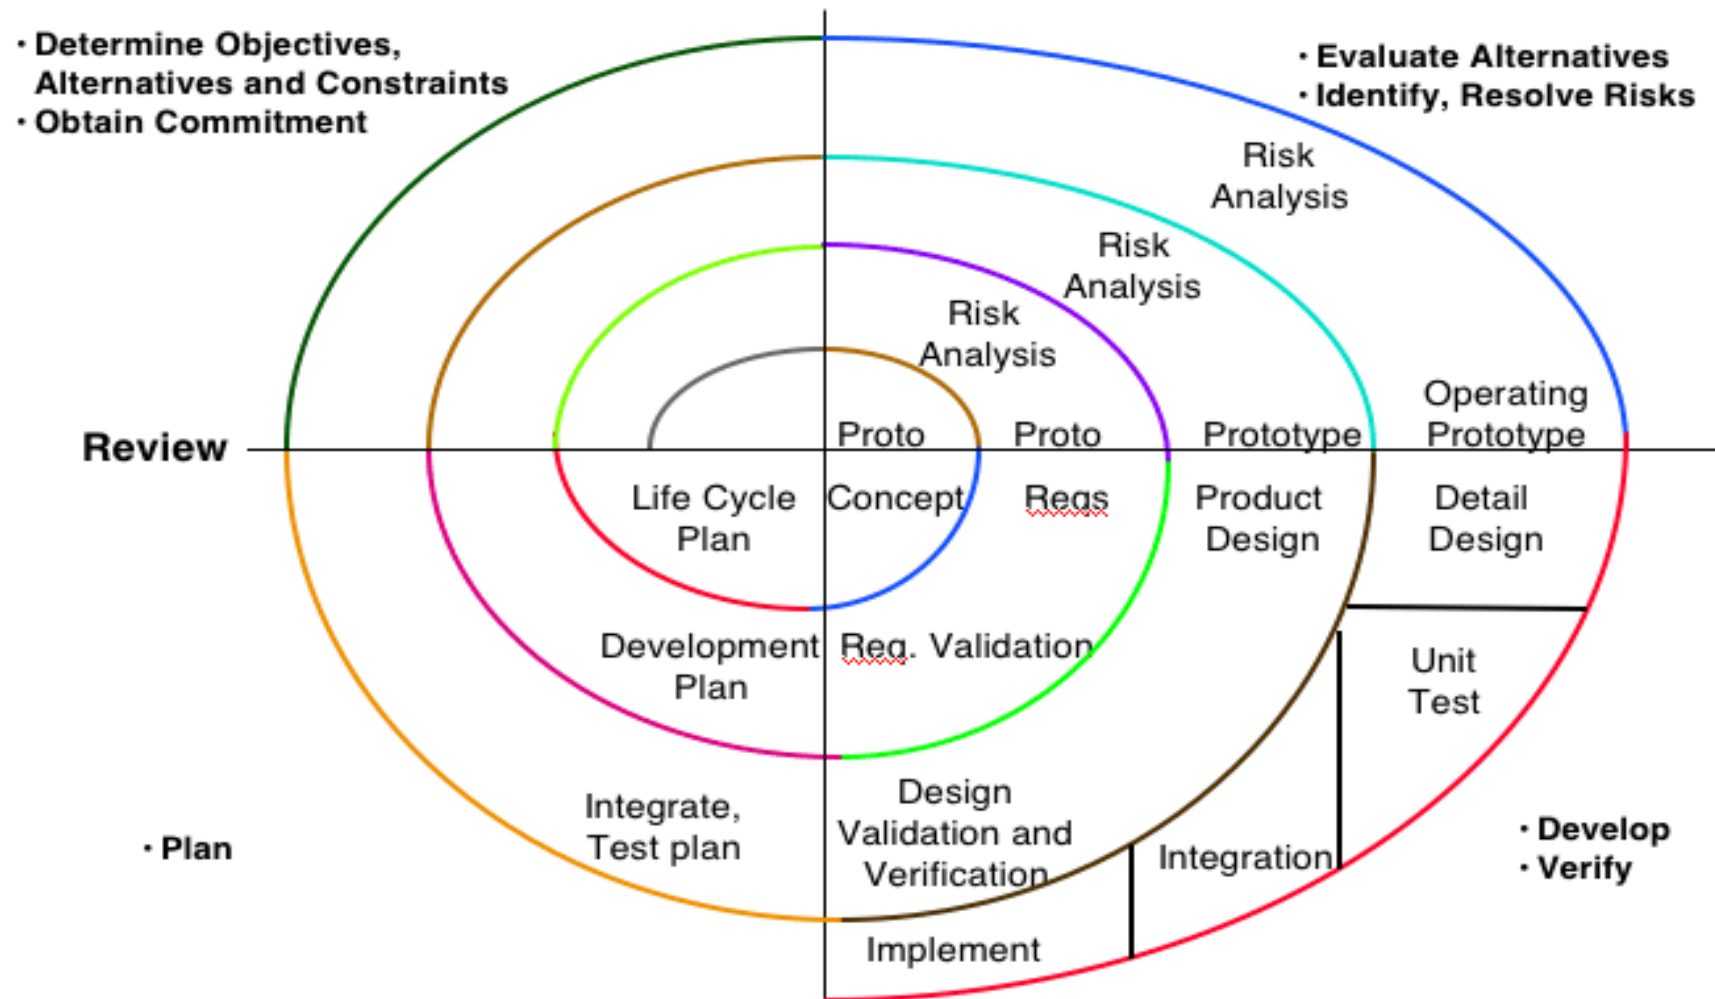 · Determine Objectives,
Alternatives and Constraints
· Obtain Commitment
· Evaluate Alternatives
· Identify, Resolve Risks
Risk
Analysis
Risk
Analysis
Risk
Analysis
Operating
Prototype
Prototype
Proto
Proto
Review
Life Cycle
Plan
Concept
Reqs
Product
Design
Detail
Design
Development
Plan
Req. Validation
Unit
Test
Integrate,
Test plan
Design
Validation and
Verification
Integration
Implement
· Plan
· Develop
· Verify